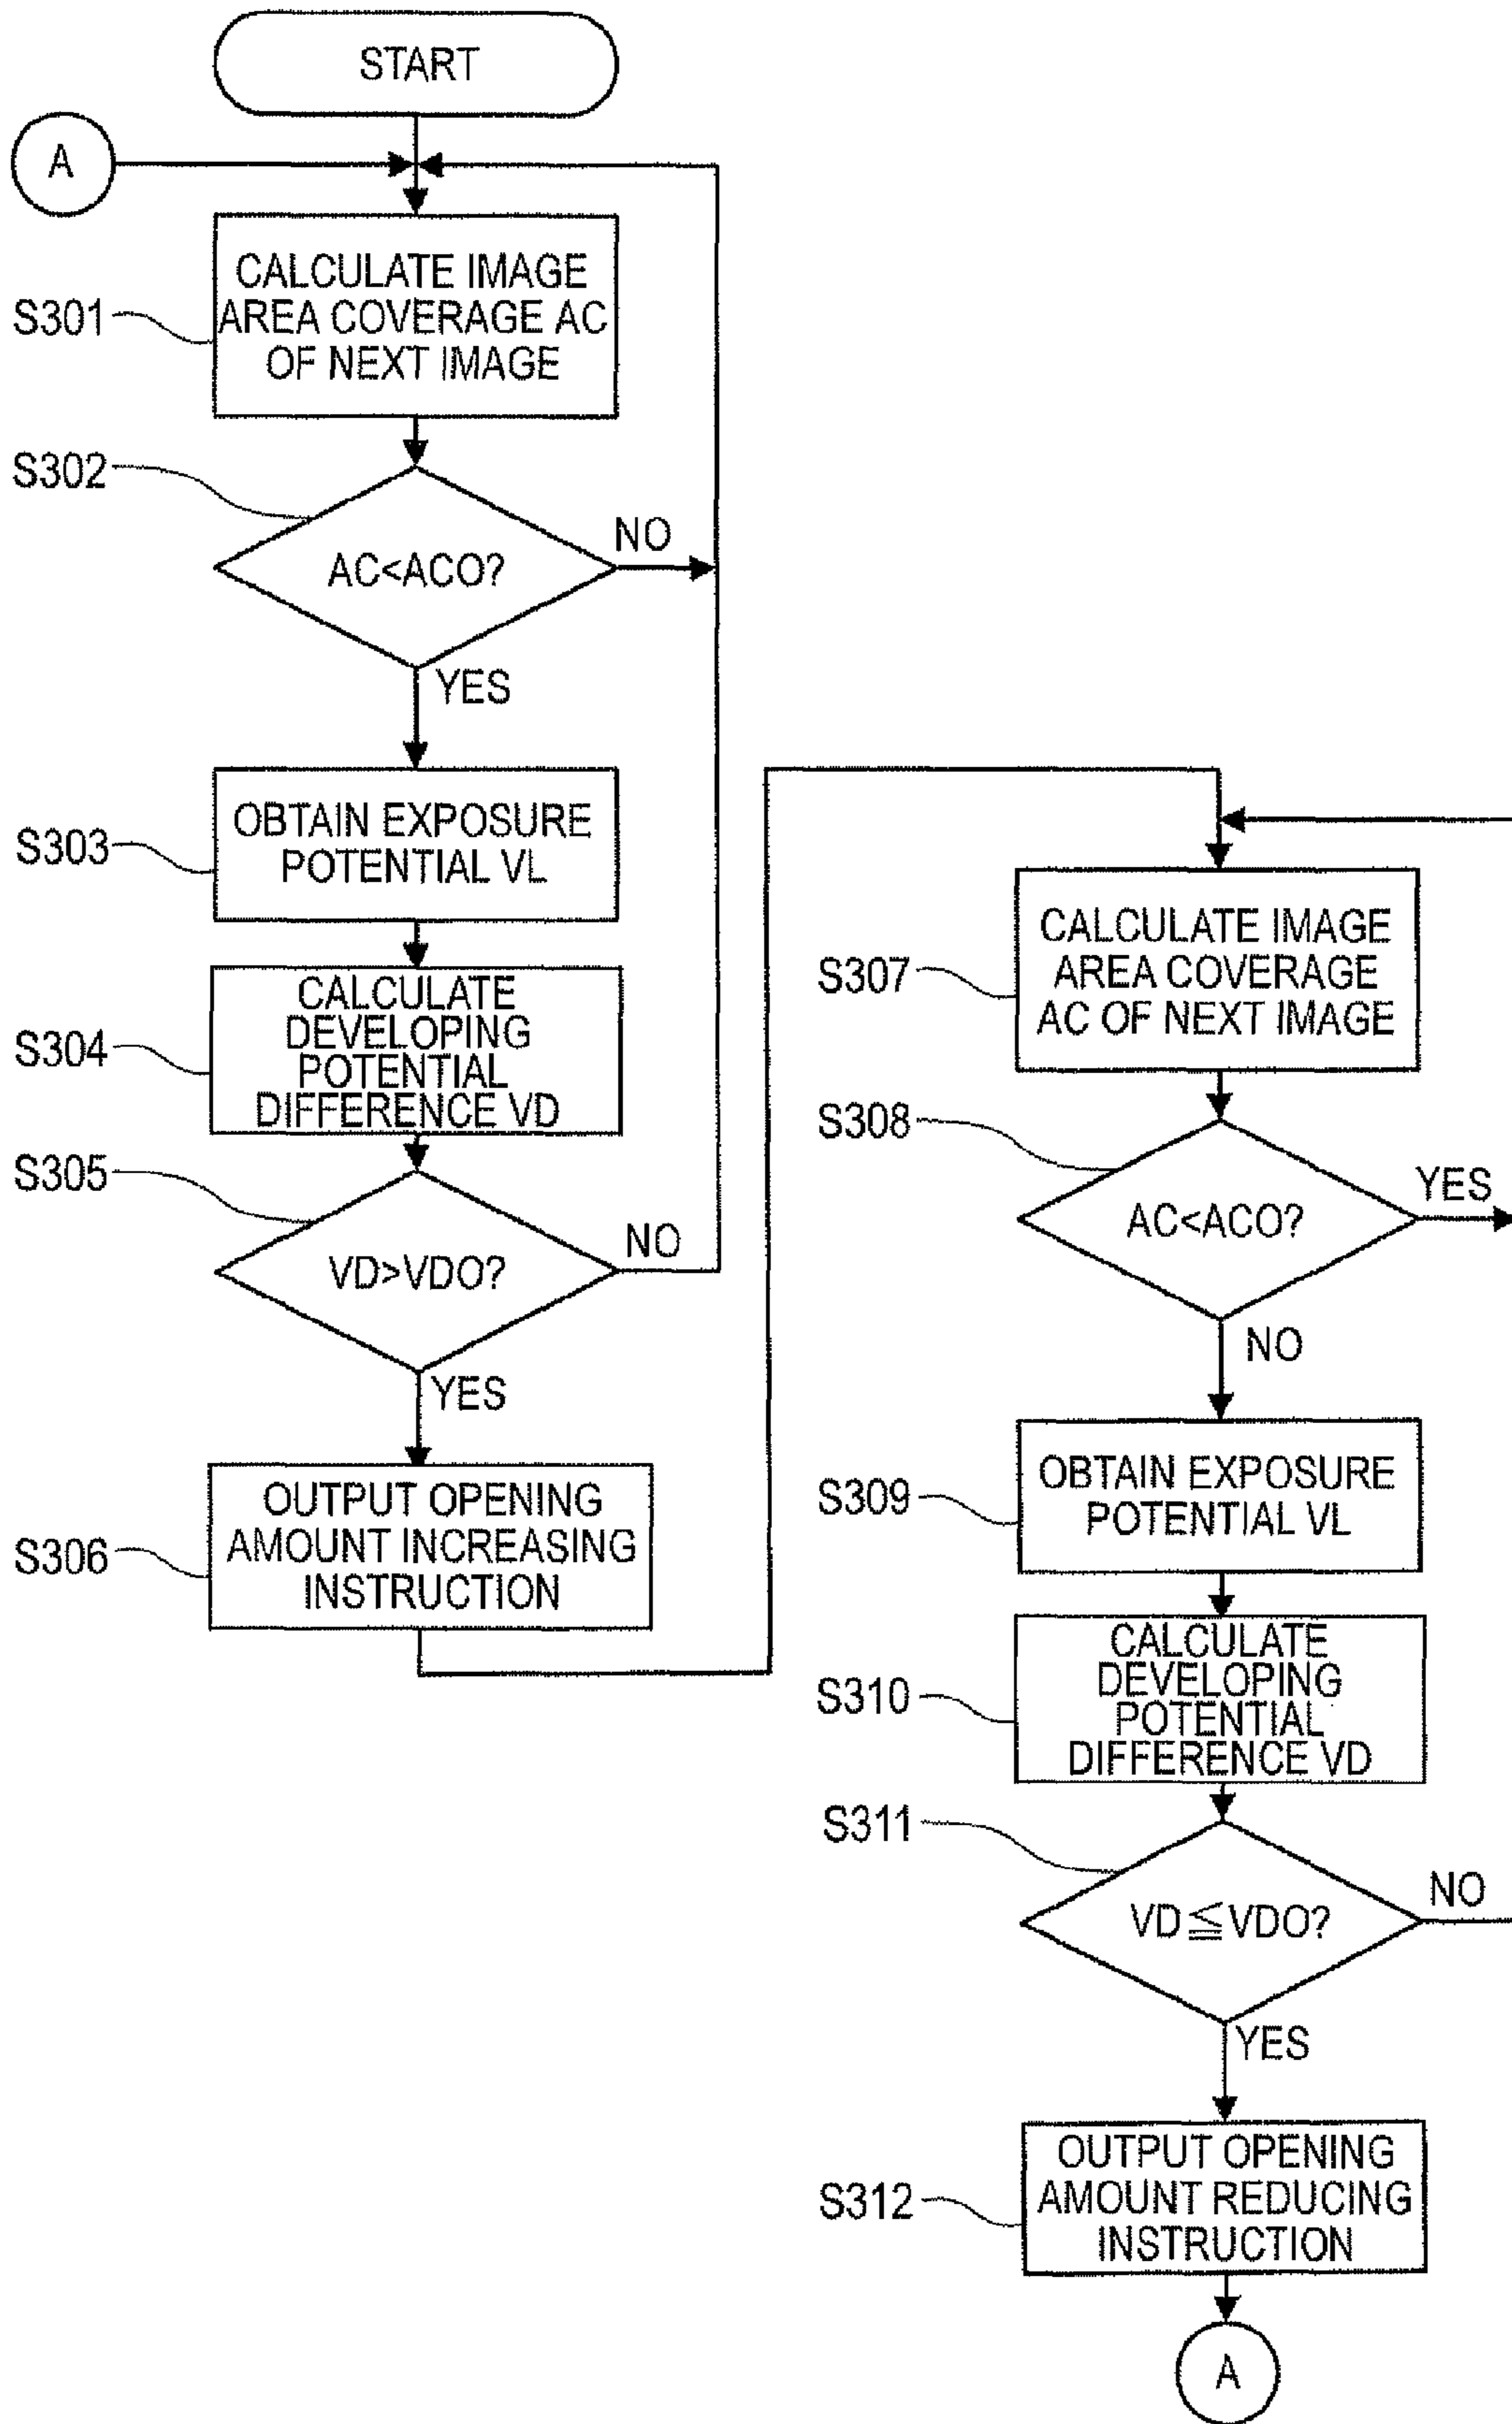 START
A
S301
CALCULATE IMAGE
AREA COVERAGE AC
OF NEXT IMAGE
S302
AC<ACO?
NO
YES
S303
OBTAIN EXPOSURE
POTENTIAL VL
S304
CALCULATE
DEVELOPING
POTENTIAL
DIFFERENCE VD
S305
VD>VDO?
NO
YES
S306
OUTPUT OPENING
AMOUNT INCREASING
INSTRUCTION
S307
CALCULATE IMAGE
AREA COVERAGE
AC OF NEXT IMAGE
S308
AC<ACO?
YES
NO
S309
OBTAIN EXPOSURE
POTENTIAL VL
S310
CALCULATE
DEVELOPING
POTENTIAL
DIFFERENCE VD
S311
VD≦VDO?
NO
YES
S312
OUTPUT OPENING
AMOUNT REDUCING
INSTRUCTION
A